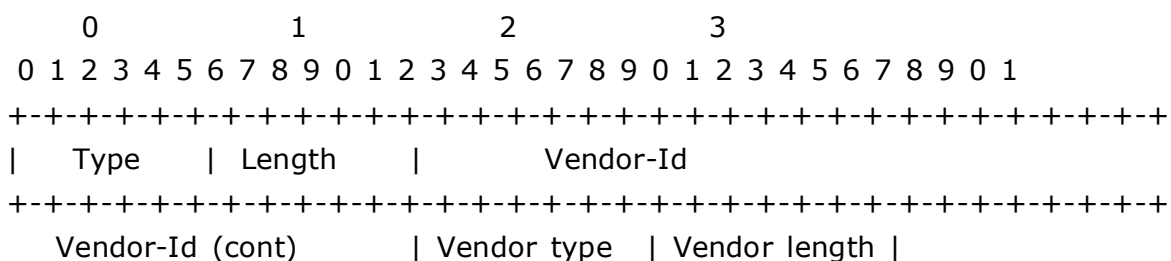 0 1 2 3
0 1 2 3 4 5 6 7 8 9 0 1 2 3 4 5 6 7 8 9 0 1 2 3 4 5 6 7 8 9 0 1
+-+-+-+-+-+-+-+-+-+-+-+-+-+-+-+-+-+-+-+-+-+-+-+-+-+-+-+-+-+-+-+-+
| Type | Length | Vendor-Id
+-+-+-+-+-+-+-+-+-+-+-+-+-+-+-+-+-+-+-+-+-+-+-+-+-+-+-+-+-+-+-+-+
Vendor-Id (cont) | Vendor type | Vendor length |